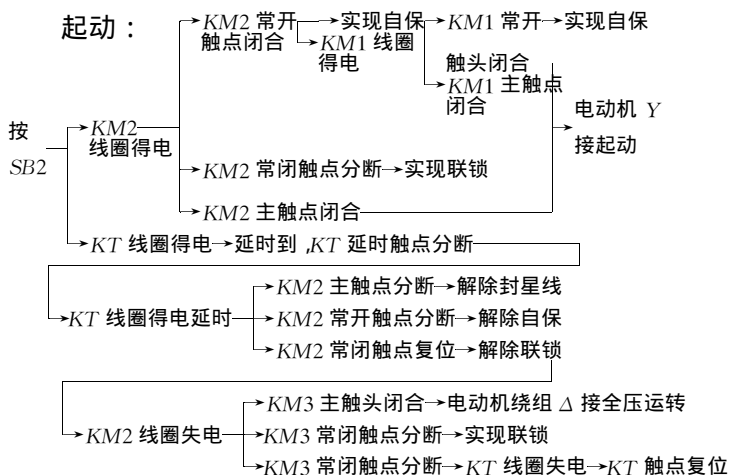 起动：
KM2 常开
触点闭合
实现自保
KM1 线圈
得电
KM1 常开
触头闭合
实现自保
KM1 主触点
闭合
按
SB2
KM2
线圈得电
电动机 Y
接起动
KM2 常闭触点分断
实现联锁
KM2 主触点闭合
KT 线圈得电
延时到,KT 延时触点分断
KT 线圈得电延时
KM2 主触点分断
解除封星线
KM2 常开触点分断
解除自保
KM2 常闭触点复位
解除联锁
KM2 线圈失电
KM3 主触头闭合
电动机绕组 Δ 接全压运转
KM3 常闭触点分断
实现联锁
KM3 常闭触点分断
KT 线圈失电
KT 触点复位